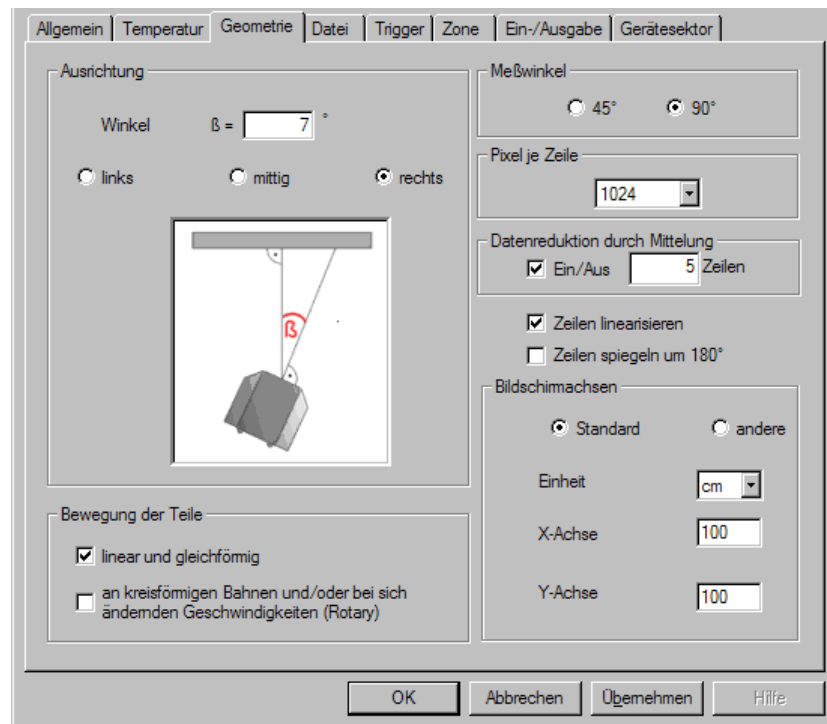 Allgemein Temperatur Geometrie Datei Trigger Zone Ein-/Ausgabe Gerätesektor
Ausrichtung
Winkel ß = 7 °
links mittig rechts
ß
Bewegung der Teile
linear und gleichförmig
an kreisförmigen Bahnen und/oder bei sich
ändernden Geschwindigkeiten (Rotary)
Meßwinkel
45° 90°
Pixel je Zeile
1024
Datenreduktion durch Mittelung
Ein/Aus 5 Zeilen
Zeilen linearisieren
Zeilen spiegeln um 180°
Bildschimachsen
Standard andere
Einheit cm
X-Achse 100
Y-Achse 100
OK Abbrechen Übernehmen Hilfe